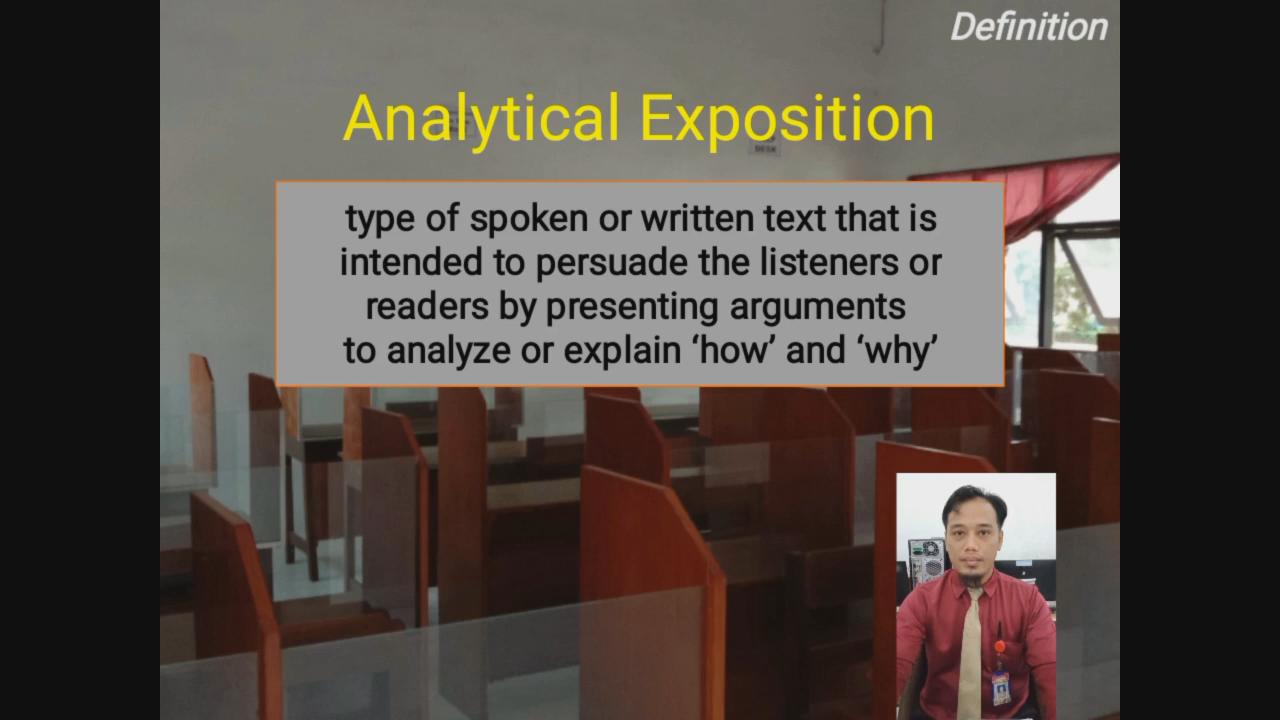 Definition
Analytical Exposition
type of spoken or written text that is
intended to persuade the listeners or
readers by presenting arguments
to analyze or explain ‘how’ and ‘why’
DESK